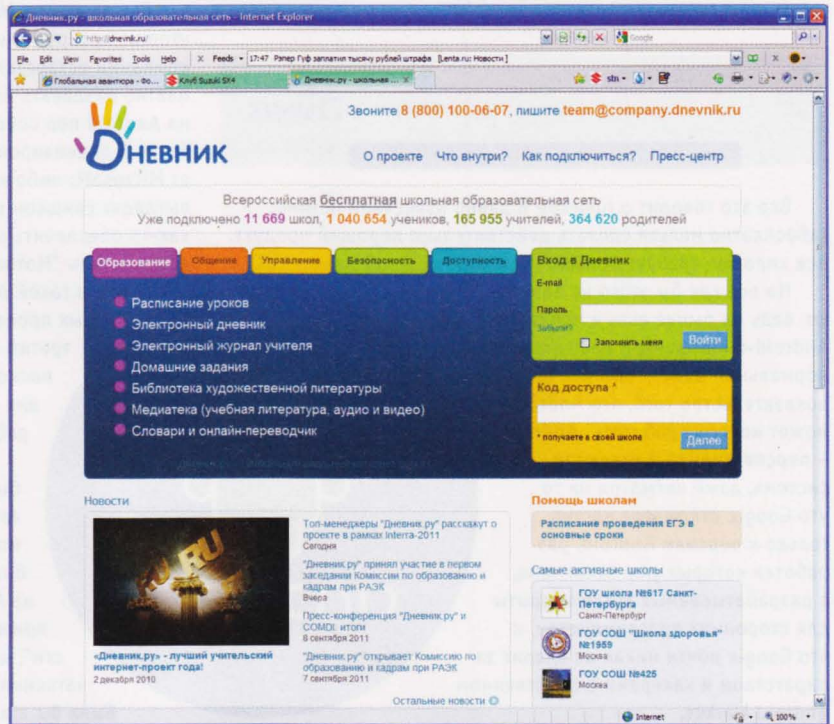 Дневник.ру - школьная образовательная сеть - Internet Explorer
http://dnevnik.ru/
Google
File Edit View Favorites Tools Help X Feeds 17:47 Рэпер Гуф заплатил тысячу рублей штрафа [Lenta.ru: Новости]
Глобальная авантюра - Фо... Клуб Suzuki SX4 Дневник.ру - школьная ... X
Звоните 8 (800) 100-06-07, пишите team@company.dnevnik.ru
ДНЕВНИК
О проекте Что внутри? Как подключиться? Пресс-центр
Всероссийская бесплатная школьная образовательная сеть
Уже подключено 11 669 школ, 1 040 654 учеников, 165 955 учителей, 364 620 родителей
Образование Общение Управление Безопасность Доступность
Расписание уроков
Электронный дневник
Электронный журнал учителя
Домашние задания
Библиотека художественной литературы
Медиатека (учебная литература, аудио и видео)
Словари и онлайн-переводчик
Вход в Дневник
E-mail
Пароль
Забыли?
Запомнить меня Войти
Код доступа *
* получаете в своей школе Далее
Новости
«Дневник.ру» - лучший учительский
интернет-проект года!
2 декабря 2010
Топ-менеджеры "Дневник.ру" расскажут о
проекте в рамках Interra-2011
Сегодня
"Дневник.ру" принял участие в первом
заседании Комиссии по образованию и
кадрам при РАЭК
Вчера
Пресс-конференция "Дневник.ру" и
COMDI: итоги
8 сентября 2011
"Дневник.ру" открывает Комиссию по
образованию и кадрам при РАЭК
7 сентября 2011
Остальные новости
Помощь школам
Расписание проведения ЕГЭ в
основные сроки
Самые активные школы
ГОУ школа №617 Санкт-
Петербурга
Санкт-Петербург
ГОУ СОШ "Школа здоровья"
№1959
Москва
ГОУ СОШ №425
Москва
Internet 100%